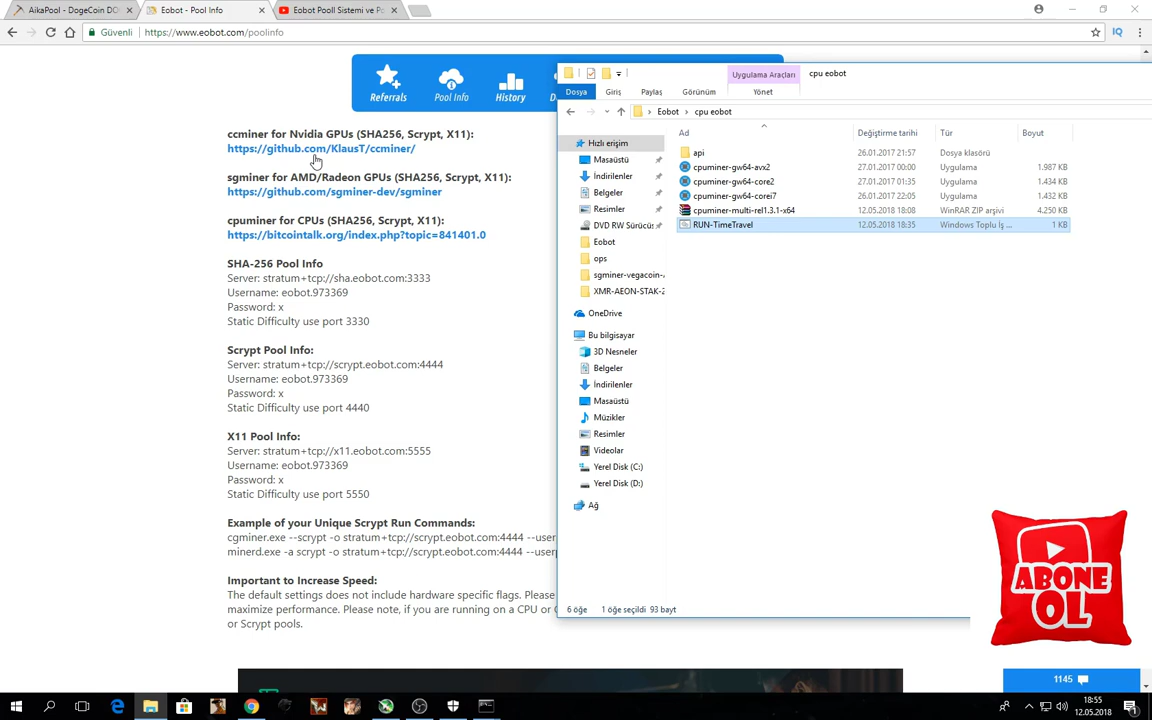 AikaPool - DogeCoin DO
Eobot - Pool Info
Eobot Pooll Sistemi ve Po
Güvenli
https://www.eobot.com/poolinfo
IQ
Referrals
Pool Info
History
ccminer for Nvidia GPUs (SHA256, Scrypt, X11):
https://github.com/KlausT/ccminer/
sgminer for AMD/Radeon GPUs (SHA256, Scrypt, X11):
https://github.com/sgminer-dev/sgminer
cpuminer for CPUs (SHA256, Scrypt, X11):
https://bitcointalk.org/index.php?topic=841401.0
SHA-256 Pool Info
Server: stratum+tcp://sha.eobot.com:3333
Username: eobot.973369
Password: x
Static Difficulty use port 3330
Scrypt Pool Info:
Server: stratum+tcp://scrypt.eobot.com:4444
Username: eobot.973369
Password: x
Static Difficulty use port 4440
X11 Pool Info:
Server: stratum+tcp://x11.eobot.com:5555
Username: eobot.973369
Password: x
Static Difficulty use port 5550
Example of your Unique Scrypt Run Commands:
cgminer.exe --scrypt -o stratum+tcp://scrypt.eobot.com:4444 --user
minerd.exe -a scrypt -o stratum+tcp://scrypt.eobot.com:4444 --userp
Important to Increase Speed:
The default settings does not include hardware specific flags. Please
maximize performance. Please note, if you are running on a CPU or G
or Scrypt pools.
Uygulama Araçları
cpu eobot
Dosya
Giriş
Paylaş
Görünüm
Yönet
Eobot
cpu eobot
Ad
Değiştirme tarihi
Tür
Boyut
api
26.01.2017 21:57
Dosya klasörü
cpuminer-gw64-avx2
27.01.2017 00:00
Uygulama
1.987 KB
cpuminer-gw64-core2
27.01.2017 01:35
Uygulama
1.434 KB
cpuminer-gw64-corei7
26.01.2017 22:05
Uygulama
1.432 KB
cpuminer-multi-rel1.3.1-x64
12.05.2018 18:08
WinRAR ZIP arşivi
4.250 KB
RUN-TimeTravel
12.05.2018 18:35
Windows Toplu İş ...
1 KB
Hızlı erişim
Masaüstü
İndirilenler
Belgeler
Resimler
DVD RW Sürücüs
Eobot
ops
sgminer-vegacoin-
XMR-AEON-STAK-2
OneDrive
Bu bilgisayar
3D Nesneler
Belgeler
İndirilenler
Masaüstü
Müzikler
Resimler
Videolar
Yerel Disk (C:)
Yerel Disk (D:)
Ağ
6 öğe
1 öğe seçildi 93 bayt
ABONE
OL
1145
18:55
12.05.2018